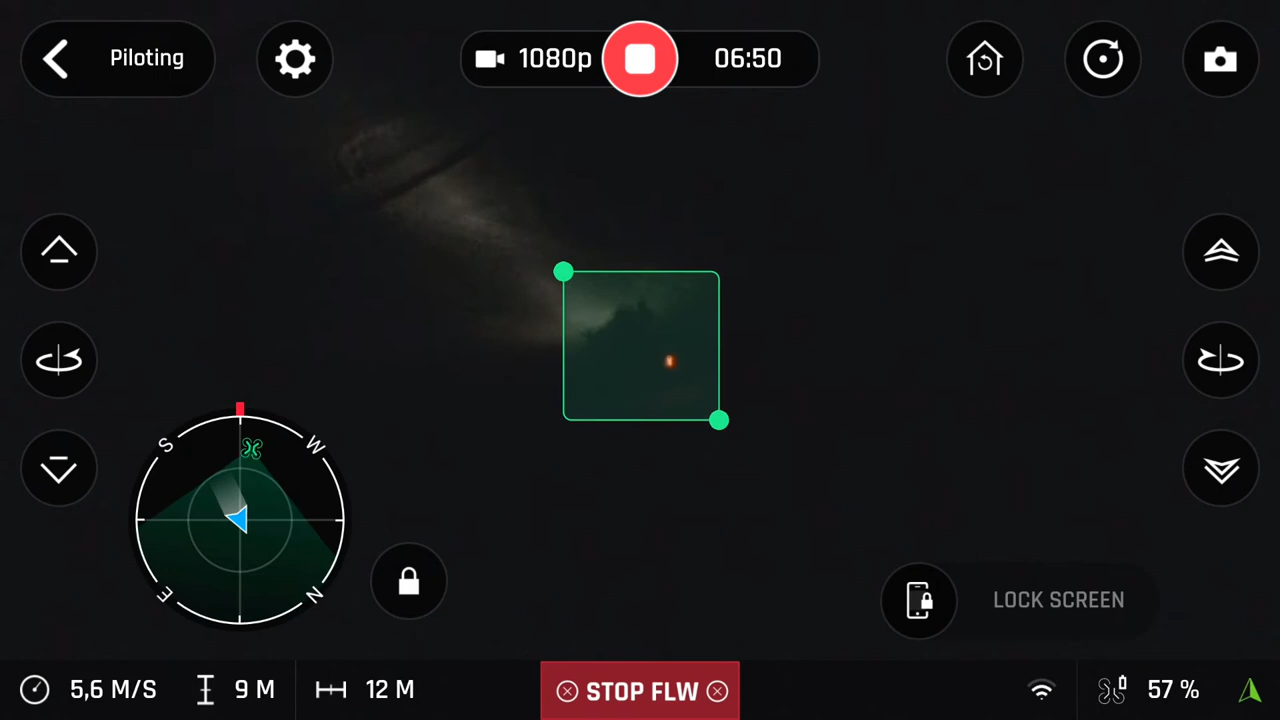 Piloting
1080p
06:50
S
W
E
N
LOCK SCREEN
5,6 M/S
9 M
12 M
STOP FLW
57 %